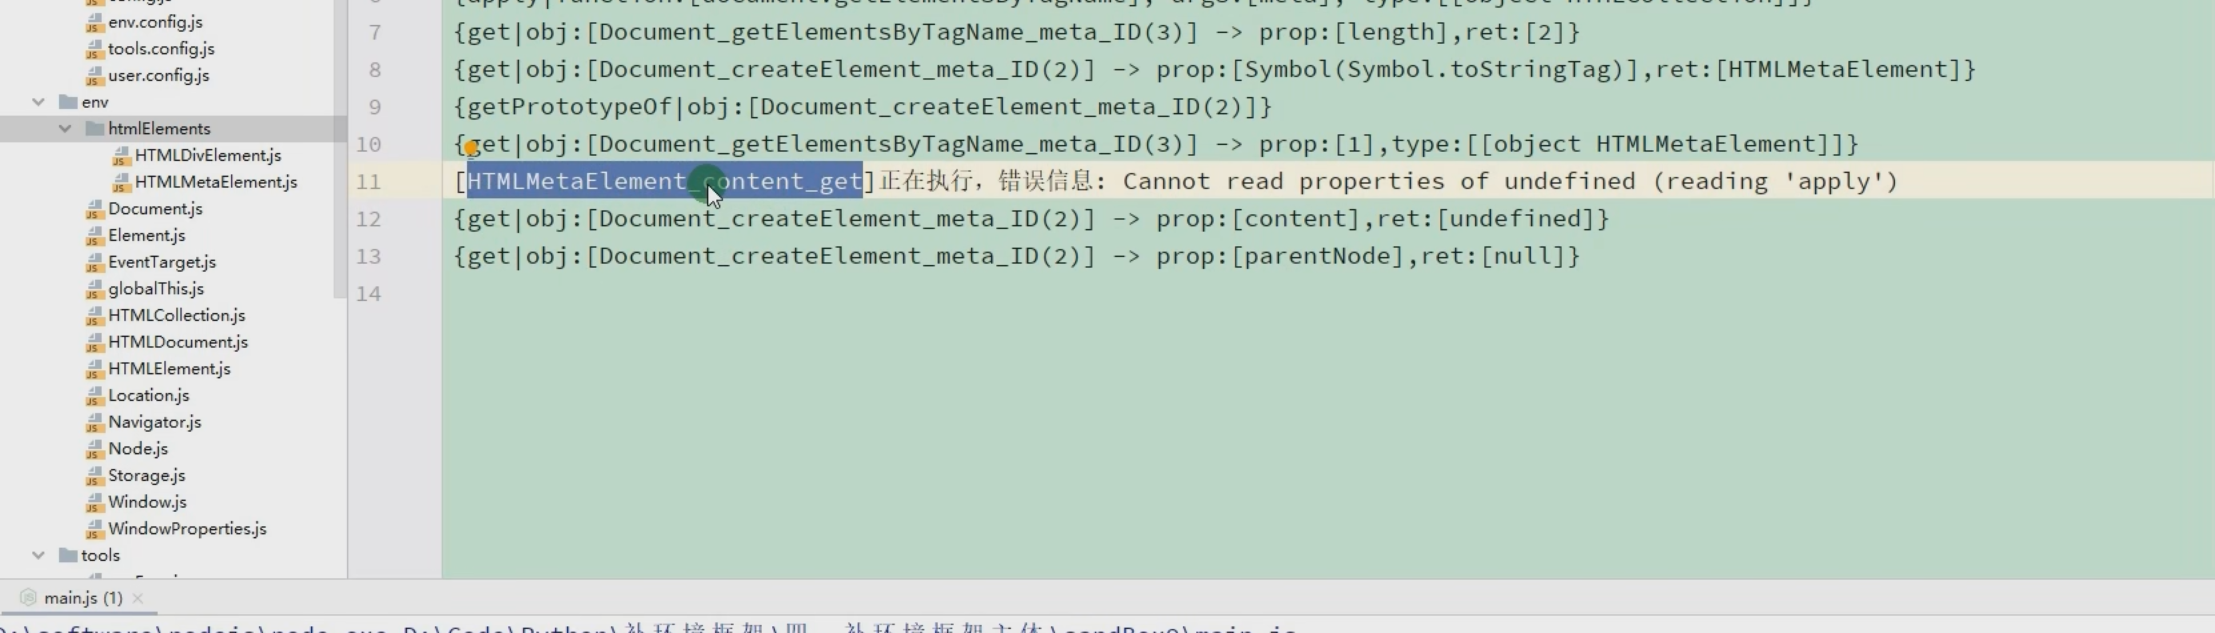 env.config.js
tools.config.js
user.config.js
env
htmlElements
HTMLDivElement.js
HTMLMetaElement.js
Document.js
Element.js
EventTarget.js
globalThis.js
HTMLCollection.js
HTMLDocument.js
HTMLElement.js
Location.js
Navigator.js
Node.js
Storage.js
Window.js
WindowProperties.js
tools
7 {get|obj:[Document_getElementsByTagName_meta_ID(3)] -> prop:[length],ret:[2]}
8 {get|obj:[Document_createElement_meta_ID(2)] -> prop:[Symbol(Symbol.toStringTag)],ret:[HTMLMetaElement]}
9 {getPrototypeOf|obj:[Document_createElement_meta_ID(2)]}
10 {get|obj:[Document_getElementsByTagName_meta_ID(3)] -> prop:[1],type:[[object HTMLMetaElement]]}
11 [HTMLMetaElement_content_get]正在执行，错误信息: Cannot read properties of undefined (reading 'apply')
12 {get|obj:[Document_createElement_meta_ID(2)] -> prop:[content],ret:[undefined]}
13 {get|obj:[Document_createElement_meta_ID(2)] -> prop:[parentNode],ret:[null]}
14
main.js (1)